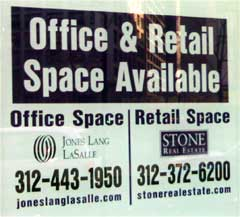 Office & Retail
Space Available
Office Space
JONES LANG
LASALLE
312-443-1950
joneslanglasalle.com
Retail Space
STONE
REAL ESTATE
312-372-6200
stonerealestate.com